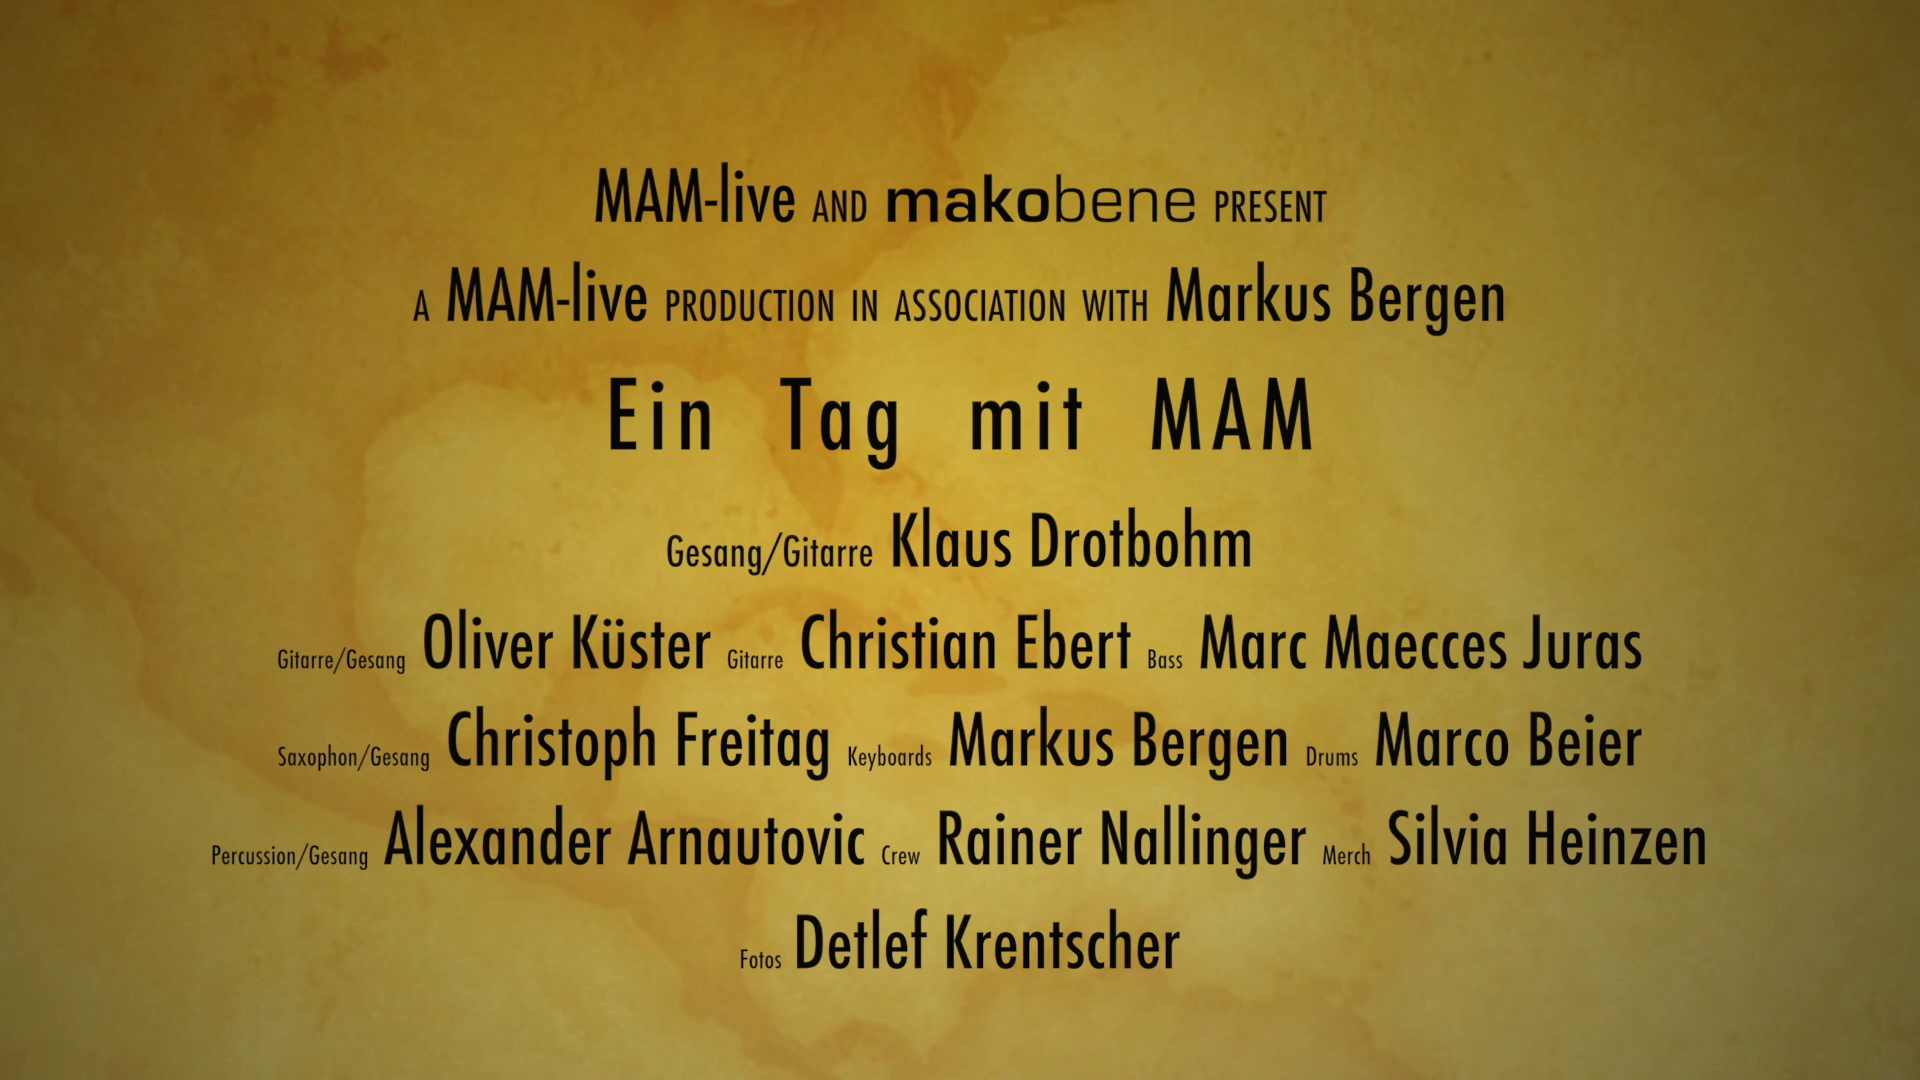 MAM-live AND makobene PRESENT
A MAM-live PRODUCTION IN ASSOCIATION WITH Markus Bergen
Ein Tag mit MAM
Gesang/Gitarre Klaus Drotbohm
Gitarre/Gesang Oliver Küster Gitarre Christian Ebert Bass Marc Maecces Juras
Saxophon/Gesang Christoph Freitag Keyboards Markus Bergen Drums Marco Beier
Percussion/Gesang Alexander Arnautovic Crew Rainer Nallinger Merch Silvia Heinzen
Fotos Detlef Krentscher